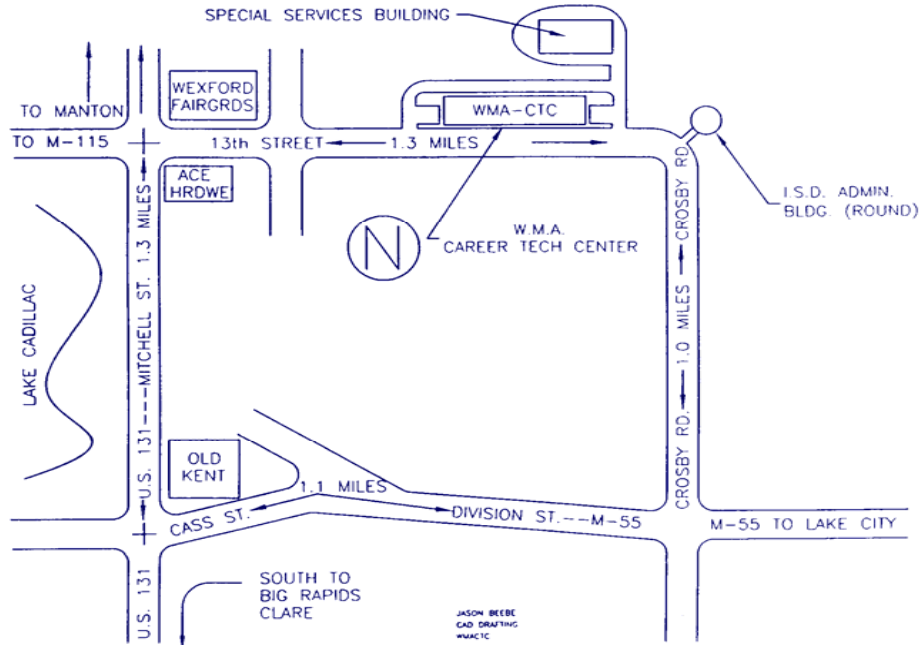 SPECIAL SERVICES BUILDING
WEXFORD
FAIRGRDS
TO MANTON
WMA-CTC
TO M-115
13th STREET
1.3 MILES
ACE
HRDWE
CROSBY RD.
I.S.D. ADMIN.
BLDG. (ROUND)
W.M.A.
CAREER TECH CENTER
N
LAKE CADILLAC
U.S. 131---MITCHELL ST. 1.3 MILES
1.0 MILES
CROSBY RD.
OLD
KENT
1.1 MILES
CASS ST.
DIVISION ST.--M-55
M-55 TO LAKE CITY
U.S. 131
SOUTH TO
BIG RAPIDS
CLARE
JASON BEEBE
CAD DRAFTING
WMACTC